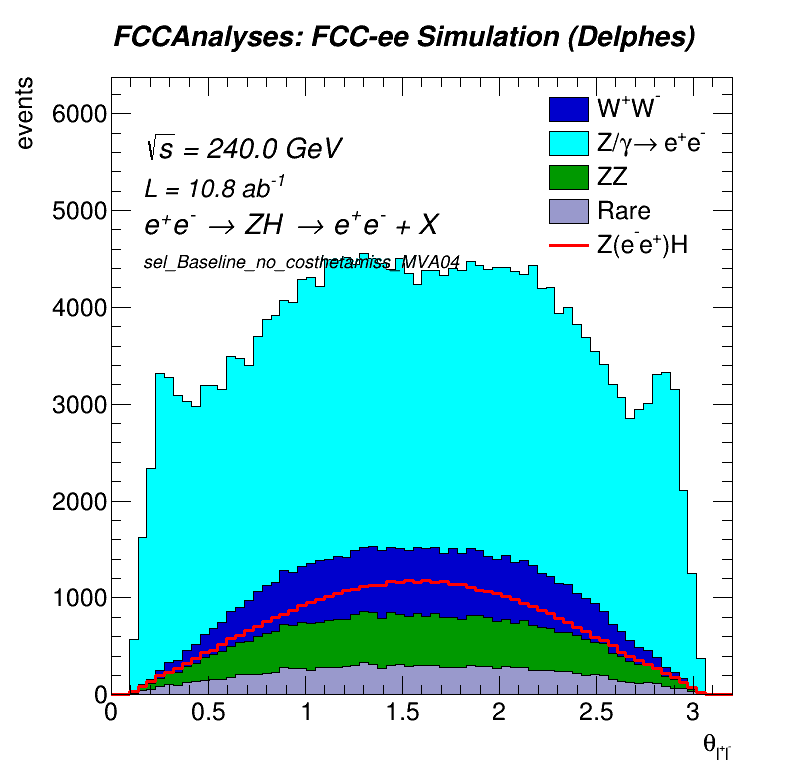 FCCAnalyses: FCC-ee Simulation (Delphes)
events
6000
5000
4000
3000
2000
1000
0
√s = 240.0 GeV
L = 10.8 ab⁻¹
e⁺e⁻ → ZH → e⁺e⁻ + X
sel_Baseline_no_costhetamiss_MVA04
W⁺W⁻
Z/γ→ e⁺e⁻
ZZ
Rare
Z(e⁻e⁺)H
0 0.5 1 1.5 2 2.5 3
θ_{l⁺l⁻}